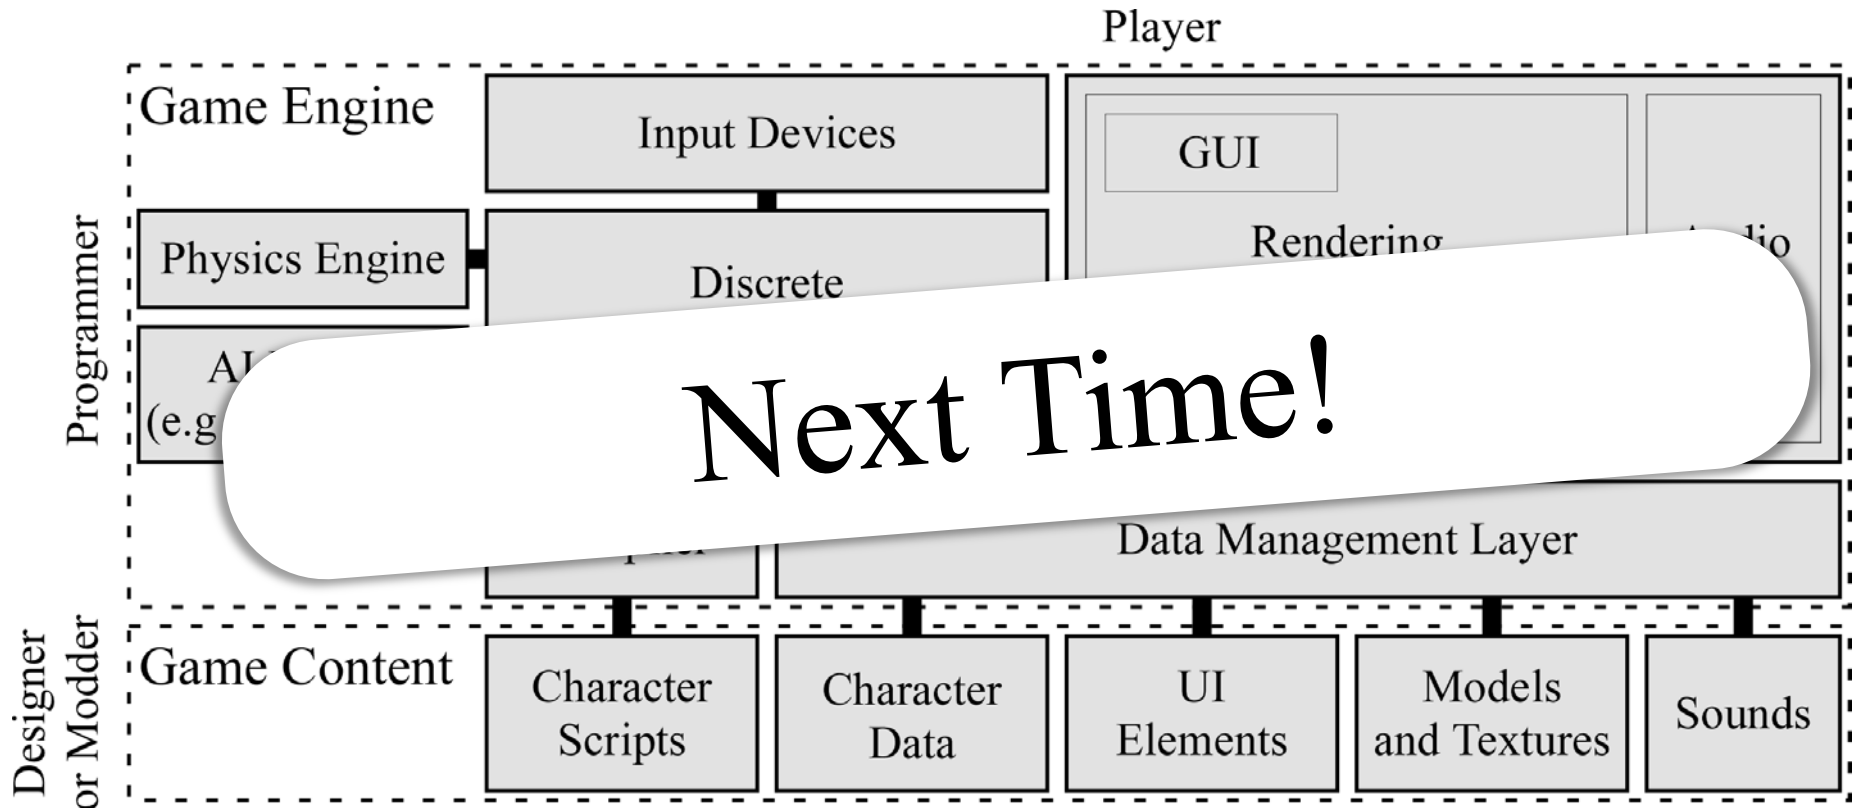 Player
Game Engine
Input Devices
GUI
Programmer
Physics Engine
Discrete
Rendering
(e.g
Next Time!
Data Management Layer
Designer
or Modder
Game Content
Character
Scripts
Character
Data
UI
Elements
Models
and Textures
Sounds